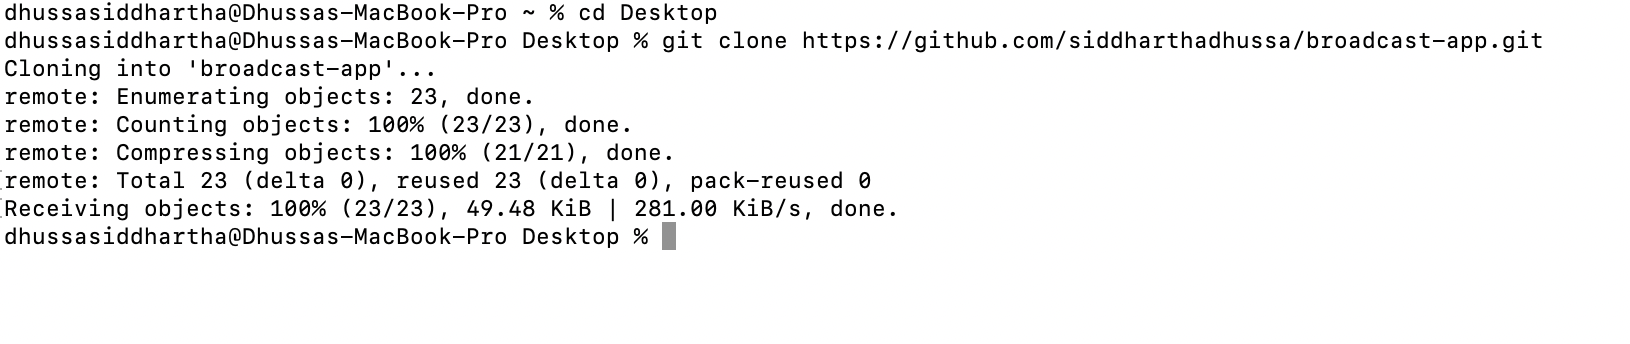 dhussasiddhartha@Dhussas-MacBook-Pro ~ % cd Desktop
dhussasiddhartha@Dhussas-MacBook-Pro Desktop % git clone https://github.com/siddharthadhussa/broadcast-app.git
Cloning into 'broadcast-app'...
remote: Enumerating objects: 23, done.
remote: Counting objects: 100% (23/23), done.
remote: Compressing objects: 100% (21/21), done.
remote: Total 23 (delta 0), reused 23 (delta 0), pack-reused 0
Receiving objects: 100% (23/23), 49.48 KiB | 281.00 KiB/s, done.
dhussasiddhartha@Dhussas-MacBook-Pro Desktop %